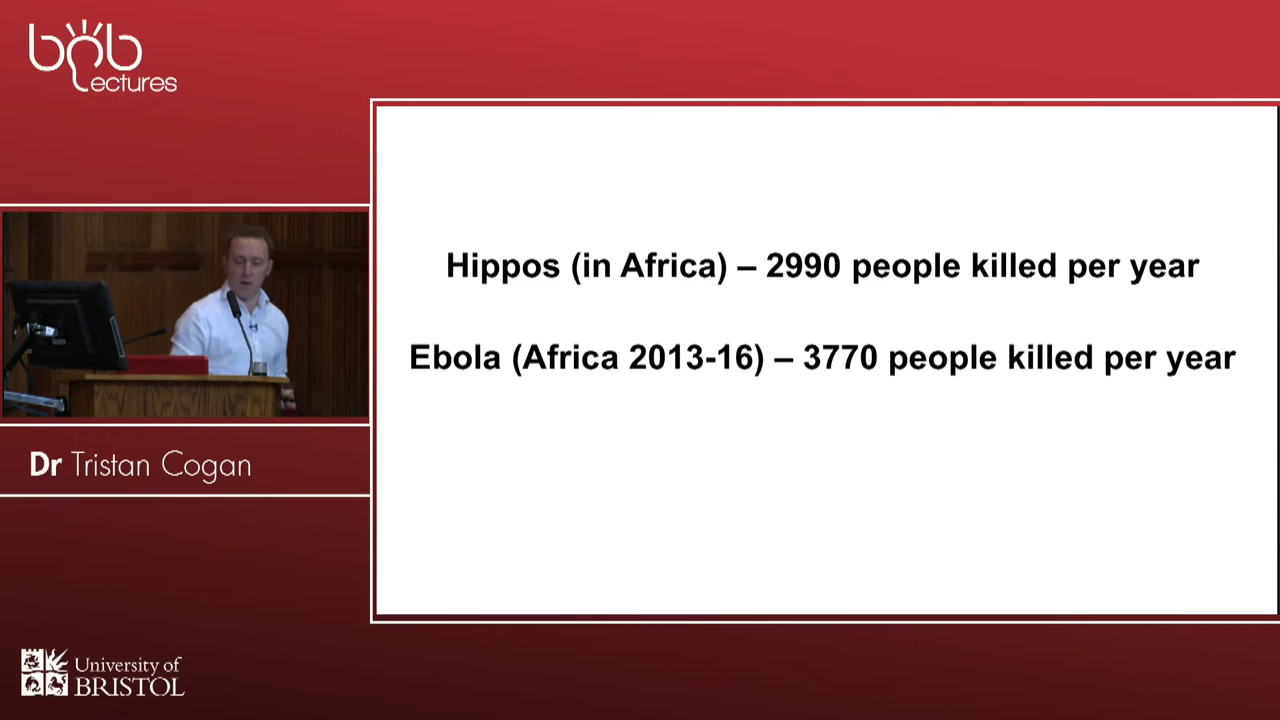 bob
Lectures
Hippos (in Africa) – 2990 people killed per year
Ebola (Africa 2013-16) – 3770 people killed per year
Dr Tristan Cogan
University of
BRISTOL